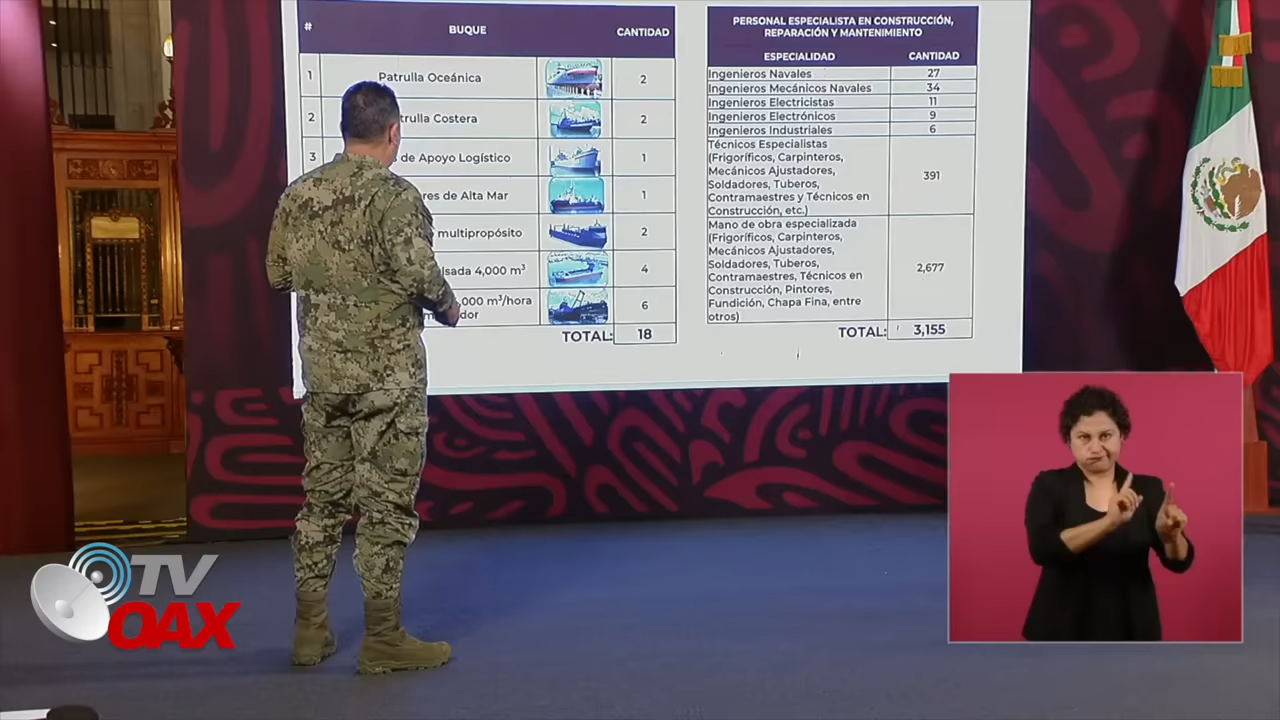 # BUQUE CANTIDAD
1 Patrulla Oceánica 2
2 trulla Costera 2
3 de Apoyo Logístico 1
res de Alta Mar 1
multipropósito 2
lsada 4,000 m³ 4
,000 m³/hora
dor 6
TOTAL: 18
PERSONAL ESPECIALISTA EN CONSTRUCCIÓN,
REPARACIÓN Y MANTENIMIENTO
ESPECIALIDAD CANTIDAD
Ingenieros Navales 27
Ingenieros Mecánicos Navales 34
Ingenieros Electricistas 11
Ingenieros Electrónicos 9
Ingenieros Industriales 6
Técnicos Especialistas
(Frigoríficos, Carpinteros,
Mecánicos Ajustadores,
Soldadores, Tuberos,
Contramaestres y Técnicos en
Construcción, etc.)
391
Mano de obra especializada
(Frigoríficos, Carpinteros,
Mecánicos Ajustadores,
Soldadores, Tuberos,
Contramaestres, Técnicos en
Construcción, Pintores,
Fundición, Chapa Fina, entre
otros)
2,677
TOTAL: 3,155
TV
OAX